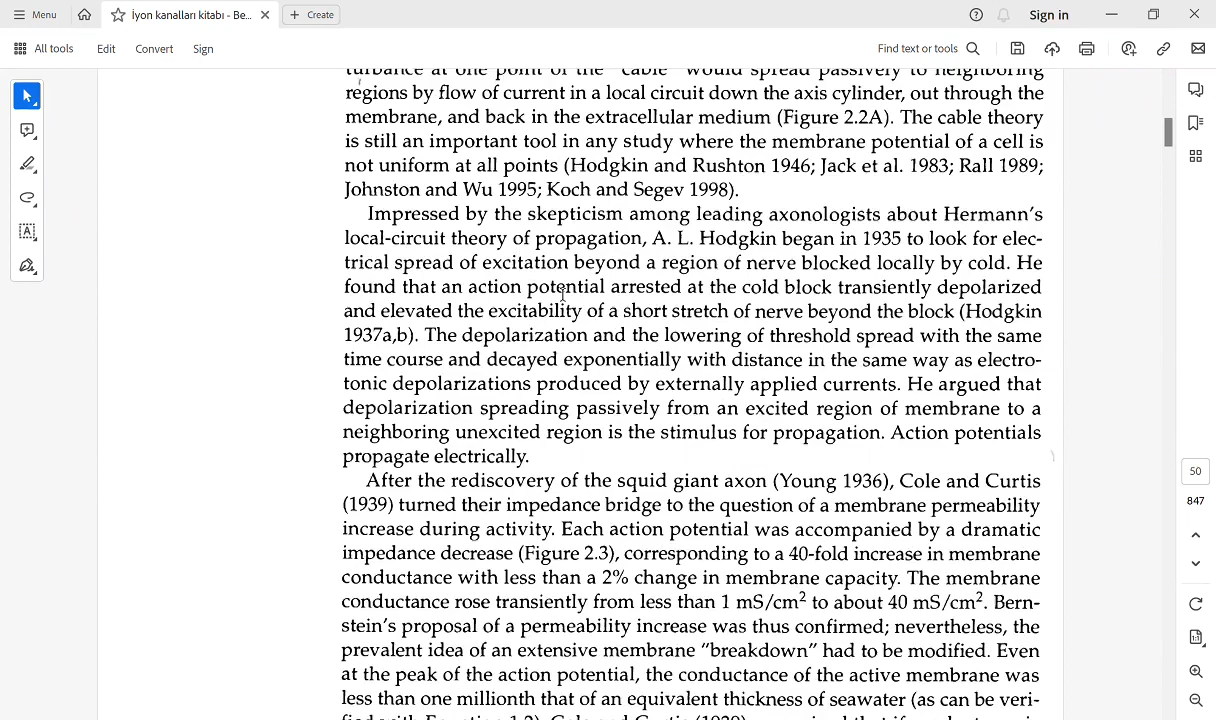 Menu
İyon kanalları kitabı - Be...
Create
Sign in
All tools
Edit
Convert
Sign
Find text or tools
turbance at one point of the "cable" would spread passively to neighboring
regions by flow of current in a local circuit down the axis cylinder, out through the
membrane, and back in the extracellular medium (Figure 2.2A). The cable theory
is still an important tool in any study where the membrane potential of a cell is
not uniform at all points (Hodgkin and Rushton 1946; Jack et al. 1983; Rall 1989;
Johnston and Wu 1995; Koch and Segev 1998).
Impressed by the skepticism among leading axonologists about Hermann's
local-circuit theory of propagation, A. L. Hodgkin began in 1935 to look for elec-
trical spread of excitation beyond a region of nerve blocked locally by cold. He
found that an action potential arrested at the cold block transiently depolarized
and elevated the excitability of a short stretch of nerve beyond the block (Hodgkin
1937a,b). The depolarization and the lowering of threshold spread with the same
time course and decayed exponentially with distance in the same way as electro-
tonic depolarizations produced by externally applied currents. He argued that
depolarization spreading passively from an excited region of membrane to a
neighboring unexcited region is the stimulus for propagation. Action potentials
propagate electrically.
After the rediscovery of the squid giant axon (Young 1936), Cole and Curtis
(1939) turned their impedance bridge to the question of a membrane permeability
increase during activity. Each action potential was accompanied by a dramatic
impedance decrease (Figure 2.3), corresponding to a 40-fold increase in membrane
conductance with less than a 2% change in membrane capacity. The membrane
conductance rose transiently from less than 1 mS/cm² to about 40 mS/cm². Bern-
stein's proposal of a permeability increase was thus confirmed; nevertheless, the
prevalent idea of an extensive membrane "breakdown" had to be modified. Even
at the peak of the action potential, the conductance of the active membrane was
less than one millionth that of an equivalent thickness of seawater (as can be veri-
50
847